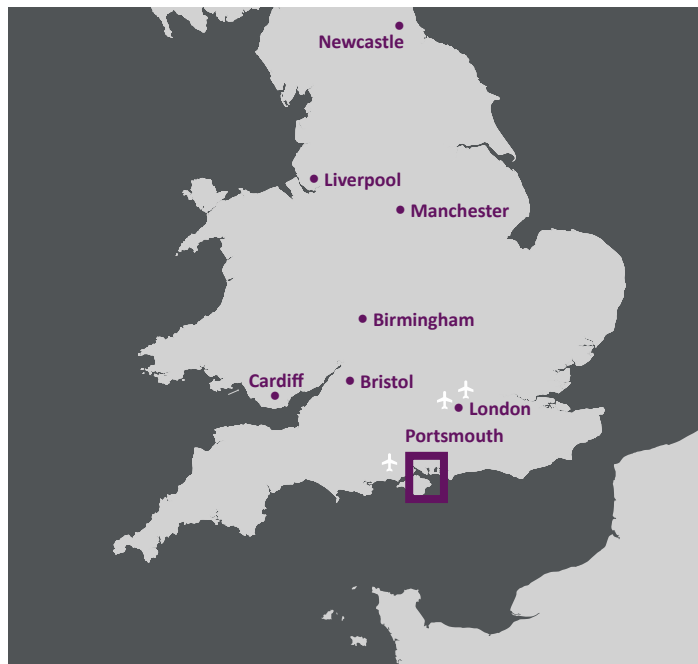 Newcastle
Liverpool
Manchester
Birmingham
Cardiff
Bristol
London
Portsmouth